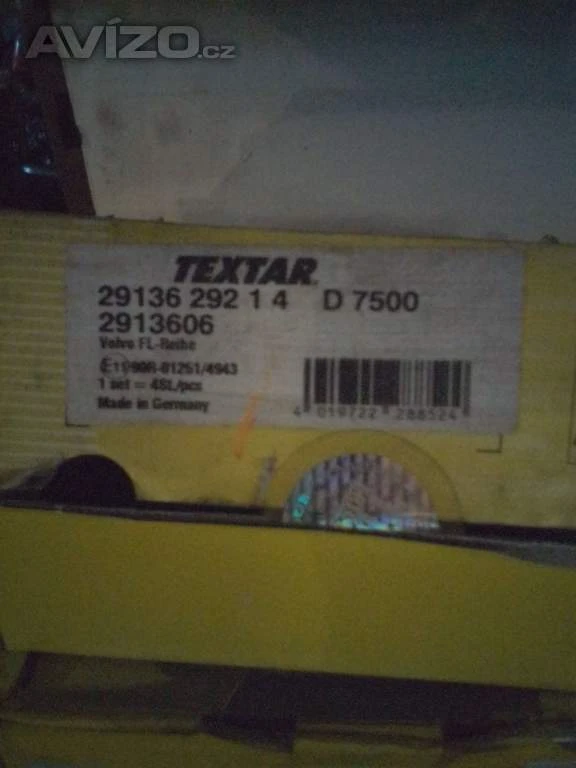 AVÍZO.cz
TEXTAR
29136 292 1 4 D 7500
2913606
Volvo FL-Reihe
E1 90R-01251/4943
1 set = 4SL/pcs
Made in Germany
4 019722 288524